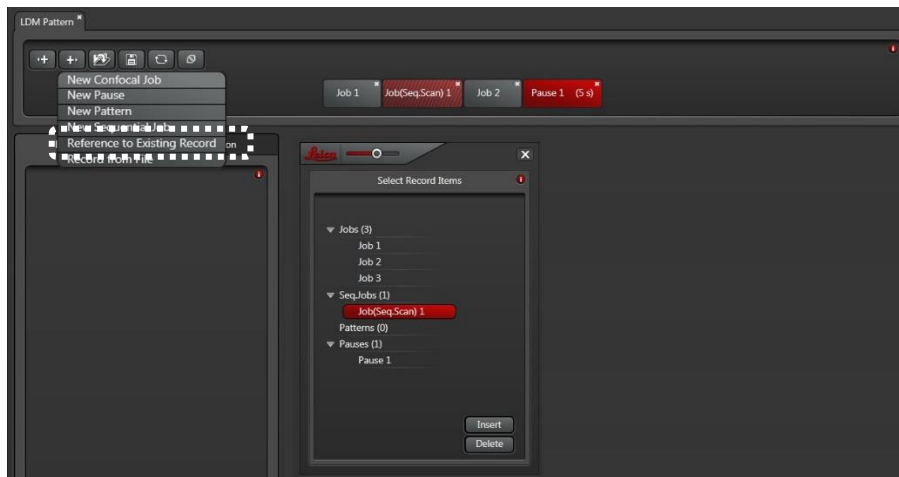 LDM Pattern
New Confocal Job
New Pause
New Pattern
New Sequential Job
Reference to Existing Record
Record from File
on
Job 1
Job(Seq.Scan) 1
Job 2
Pause 1 (5 s)
Leica
Select Record Items
Jobs (3)
Job 1
Job 2
Job 3
Seq.Jobs (1)
Job(Seq.Scan) 1
Patterns (0)
Pauses (1)
Pause 1
Insert
Delete